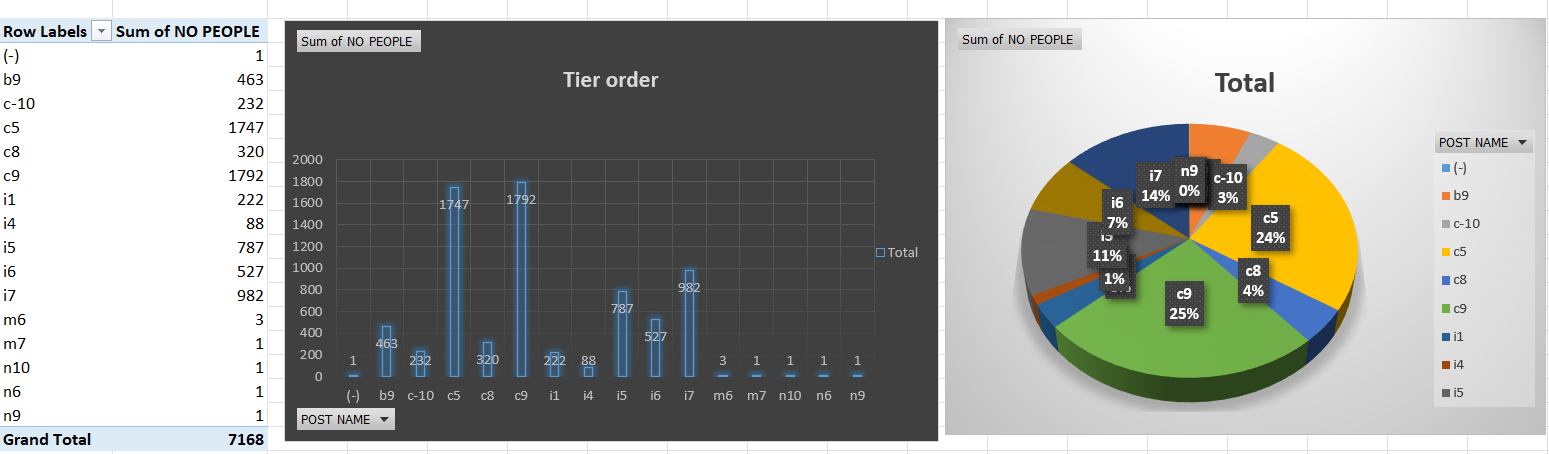 Row Labels Sum of NO PEOPLE
(-) 1
b9 463
c-10 232
c5 1747
c8 320
c9 1792
i1 222
i4 88
i5 787
i6 527
i7 982
m6 3
m7 1
n10 1
n6 1
n9 1
Grand Total 7168
Sum of NO PEOPLE
Tier order
2000
1800
1600
1400
1200
1000
800
600
400
200
0
1 463 232 1747 320 1792 222 88 787 527 982 3 1 1 1 1
(-) b9 c-10 c5 c8 c9 i1 i4 i5 i6 i7 m6 m7 n10 n6 n9
Total
POST NAME
Sum of NO PEOPLE
Total
i7
14%
n9
0%
c-10
3%
i6
7%
c5
24%
i5
11%
1%
c8
4%
c9
25%
POST NAME
(-)
b9
c-10
c5
c8
c9
i1
i4
i5